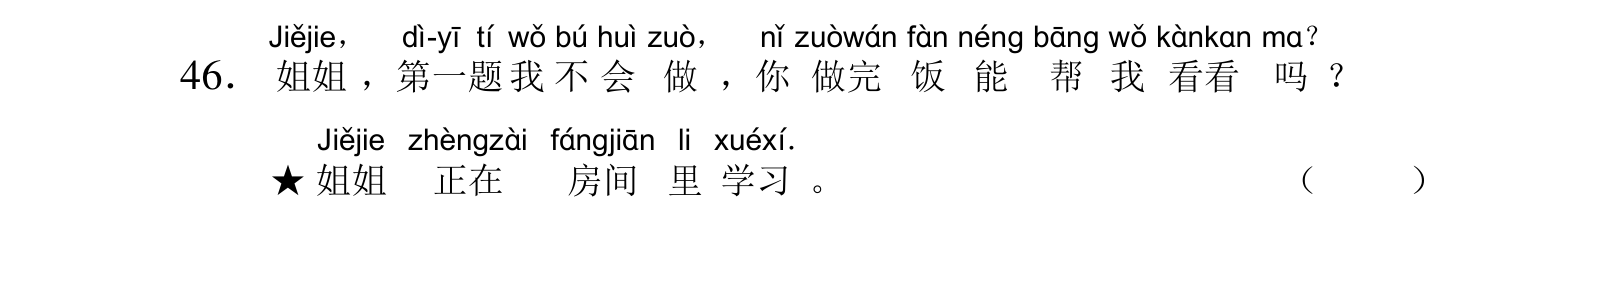 Jiějie， dì-yī tí wǒ bú huì zuò， nǐ zuòwán fàn néng bāng wǒ kànkan ma？
46． 姐姐，第一题我不会做，你做完饭能帮我看看吗？
Jiějie zhèngzài fángjiān li xuéxí．
★ 姐姐正在房间里学习。 （ ）